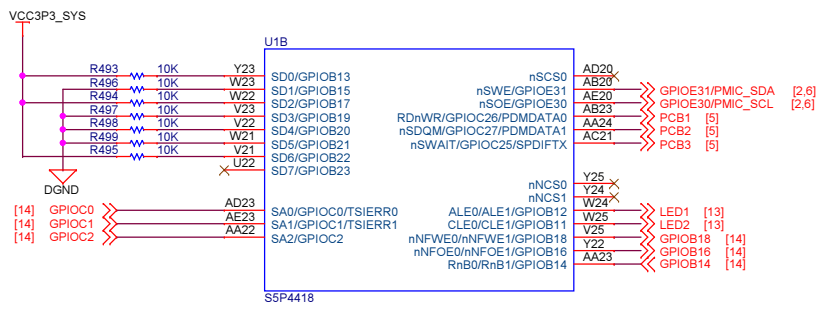 VCC3P3_SYS
U1B
R493 10K Y23 SD0/GPIOB13 nSCS0 AD20
R496 10K W23 SD1/GPIOB15 nSWE/GPIOE31 AB20 GPIOE31/PMIC_SDA [2,6]
R494 10K W22 SD2/GPIOB17 nSOE/GPIOE30 AE20 GPIOE30/PMIC_SCL [2,6]
R497 10K V23 SD3/GPIOB19 RDnWR/GPIOC26/PDMDATA0 AB23 PCB1 [5]
R498 10K V22 SD4/GPIOB20 nSDQM/GPIOC27/PDMDATA1 AA24 PCB2 [5]
R499 10K W21 SD5/GPIOB21 nSWAIT/GPIOC25/SPDIFTX AC21 PCB3 [5]
R495 10K V21 SD6/GPIOB22
U22 SD7/GPIOB23
nNCS0 Y25
DGND
nNCS1 Y24
[14] GPIOC0 AD23 SA0/GPIOC0/TSIERR0 ALE0/ALE1/GPIOB12 W24 LED1 [13]
[14] GPIOC1 AE23 SA1/GPIOC1/TSIERR1 CLE0/CLE1/GPIOB11 W25 LED2 [13]
[14] GPIOC2 AA22 SA2/GPIOC2 nNFWE0/nNFWE1/GPIOB18 V25 GPIOB18 [14]
nNFOE0/nNFOE1/GPIOB16 Y22 GPIOB16 [14]
RnB0/RnB1/GPIOB14 AA23 GPIOB14 [14]
S5P4418